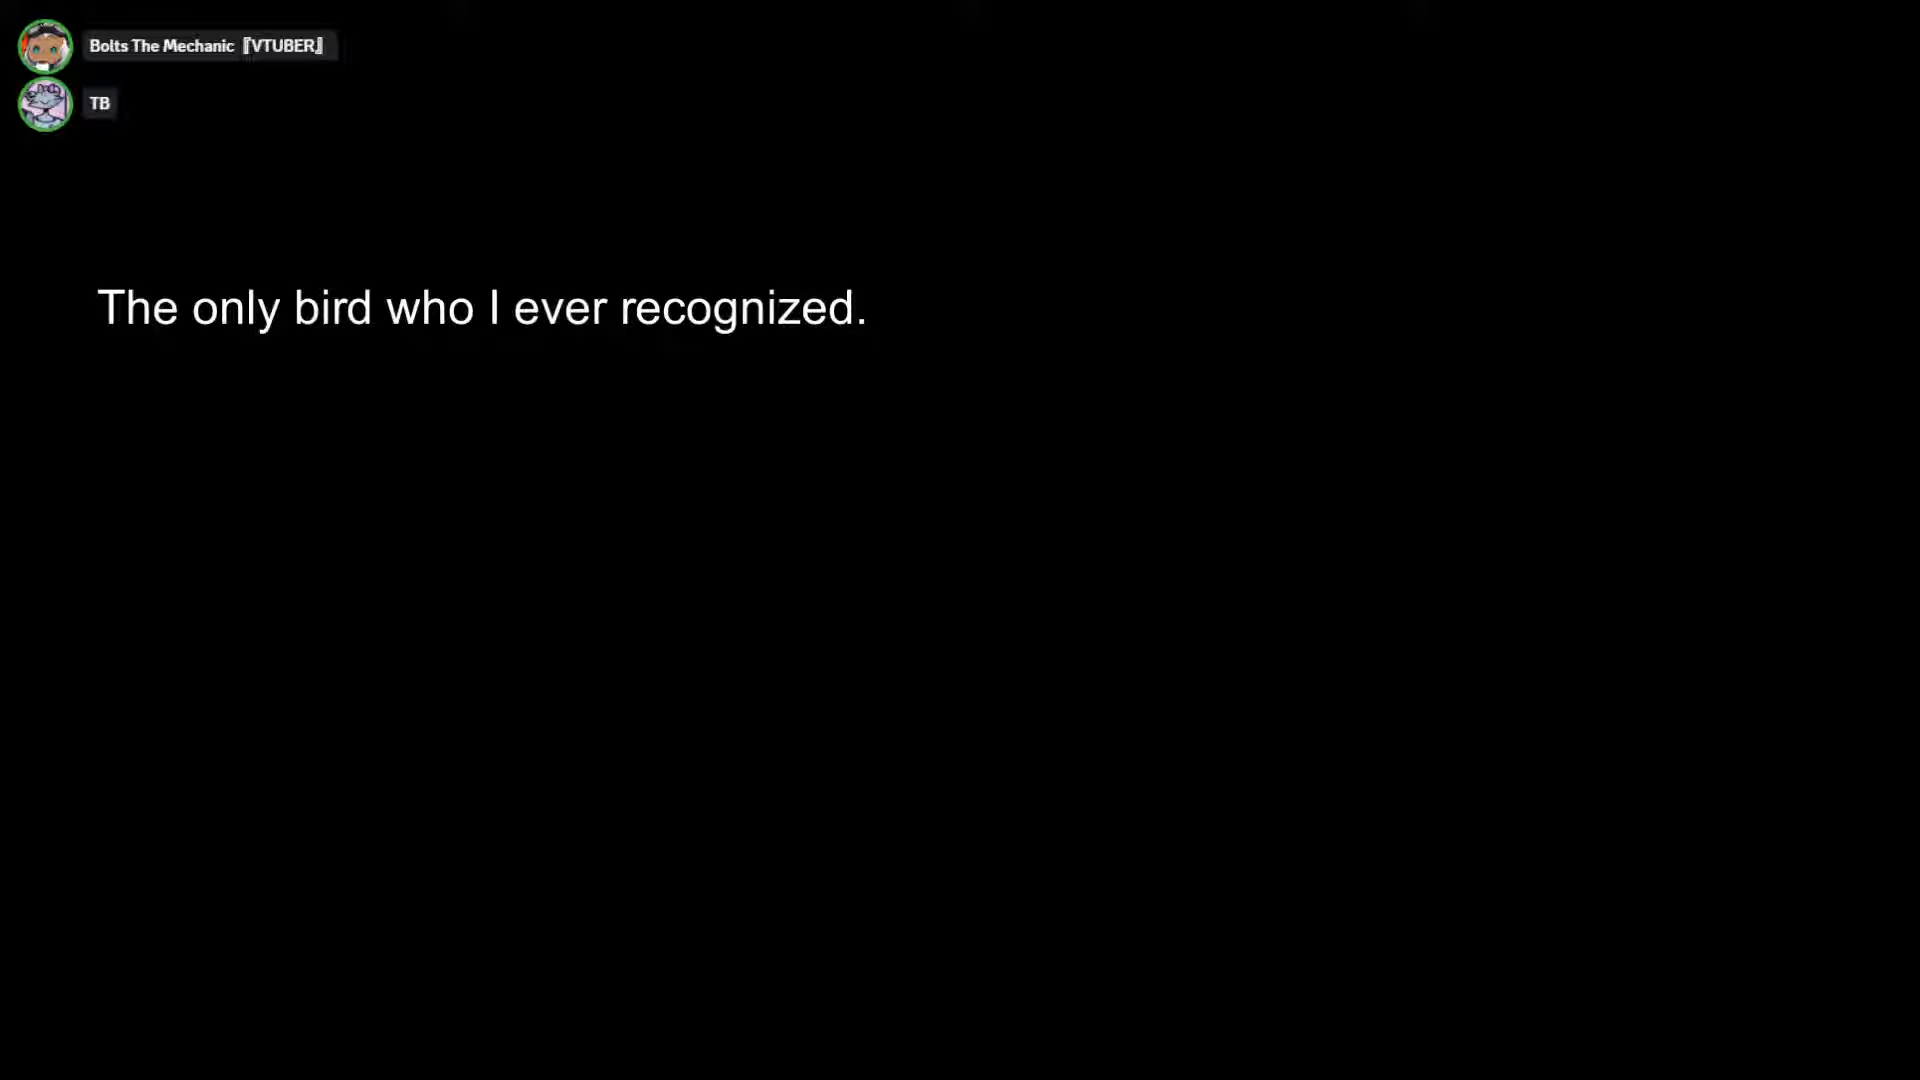 Bolts The Mechanic『VTUBER』
TB
The only bird who I ever recognized.